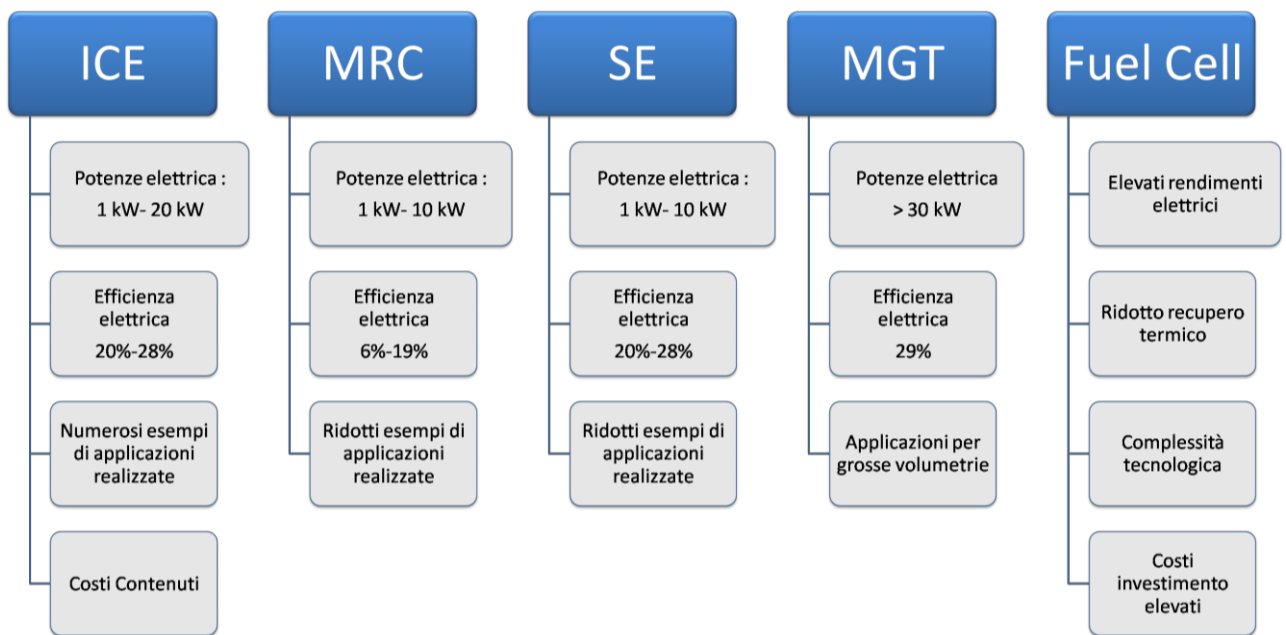 ICE
Potenze elettrica :
1 kW- 20 kW
Efficienza
elettrica
20%-28%
Numerosi esempi
di applicazioni
realizzate
Costi Contenuti
MRC
Potenze elettrica :
1 kW- 10 kW
Efficienza
elettrica
6%-19%
Ridotti esempi di
applicazioni
realizzate
SE
Potenze elettrica :
1 kW- 10 kW
Efficienza
elettrica
20%-28%
Ridotti esempi di
applicazioni
realizzate
MGT
Potenze elettrica
> 30 kW
Efficienza
elettrica
29%
Applicazioni per
grosse volumetrie
Fuel Cell
Elevati rendimenti
elettrici
Ridotto recupero
termico
Complessità
tecnologica
Costi
investimento
elevati